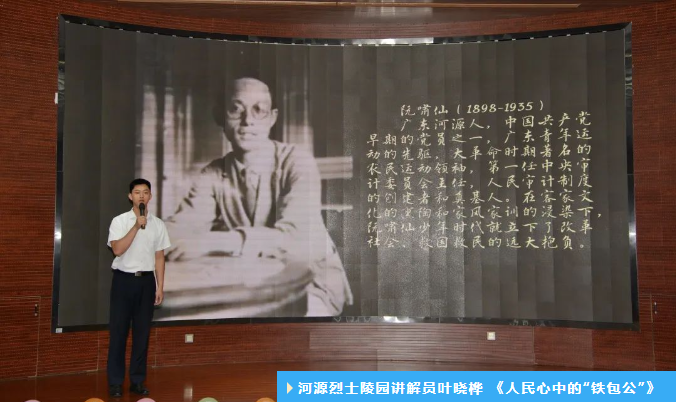 阮啸仙(1898-1935)
广东河源人，中国共产党
早期的党员之一，广东青年运
动的先驱，大革命时期著名的
农民运动领袖，第一任中央审
计委员会主任，人民审计制度
的创建者和奠基人。在客家文
化的熏陶和家风家训的浸染下，
阮啸仙少年时代就立下了改革
社会、救国救民的远大抱负。
河源烈士陵园讲解员叶晓桦 《人民心中的“铁包公”》